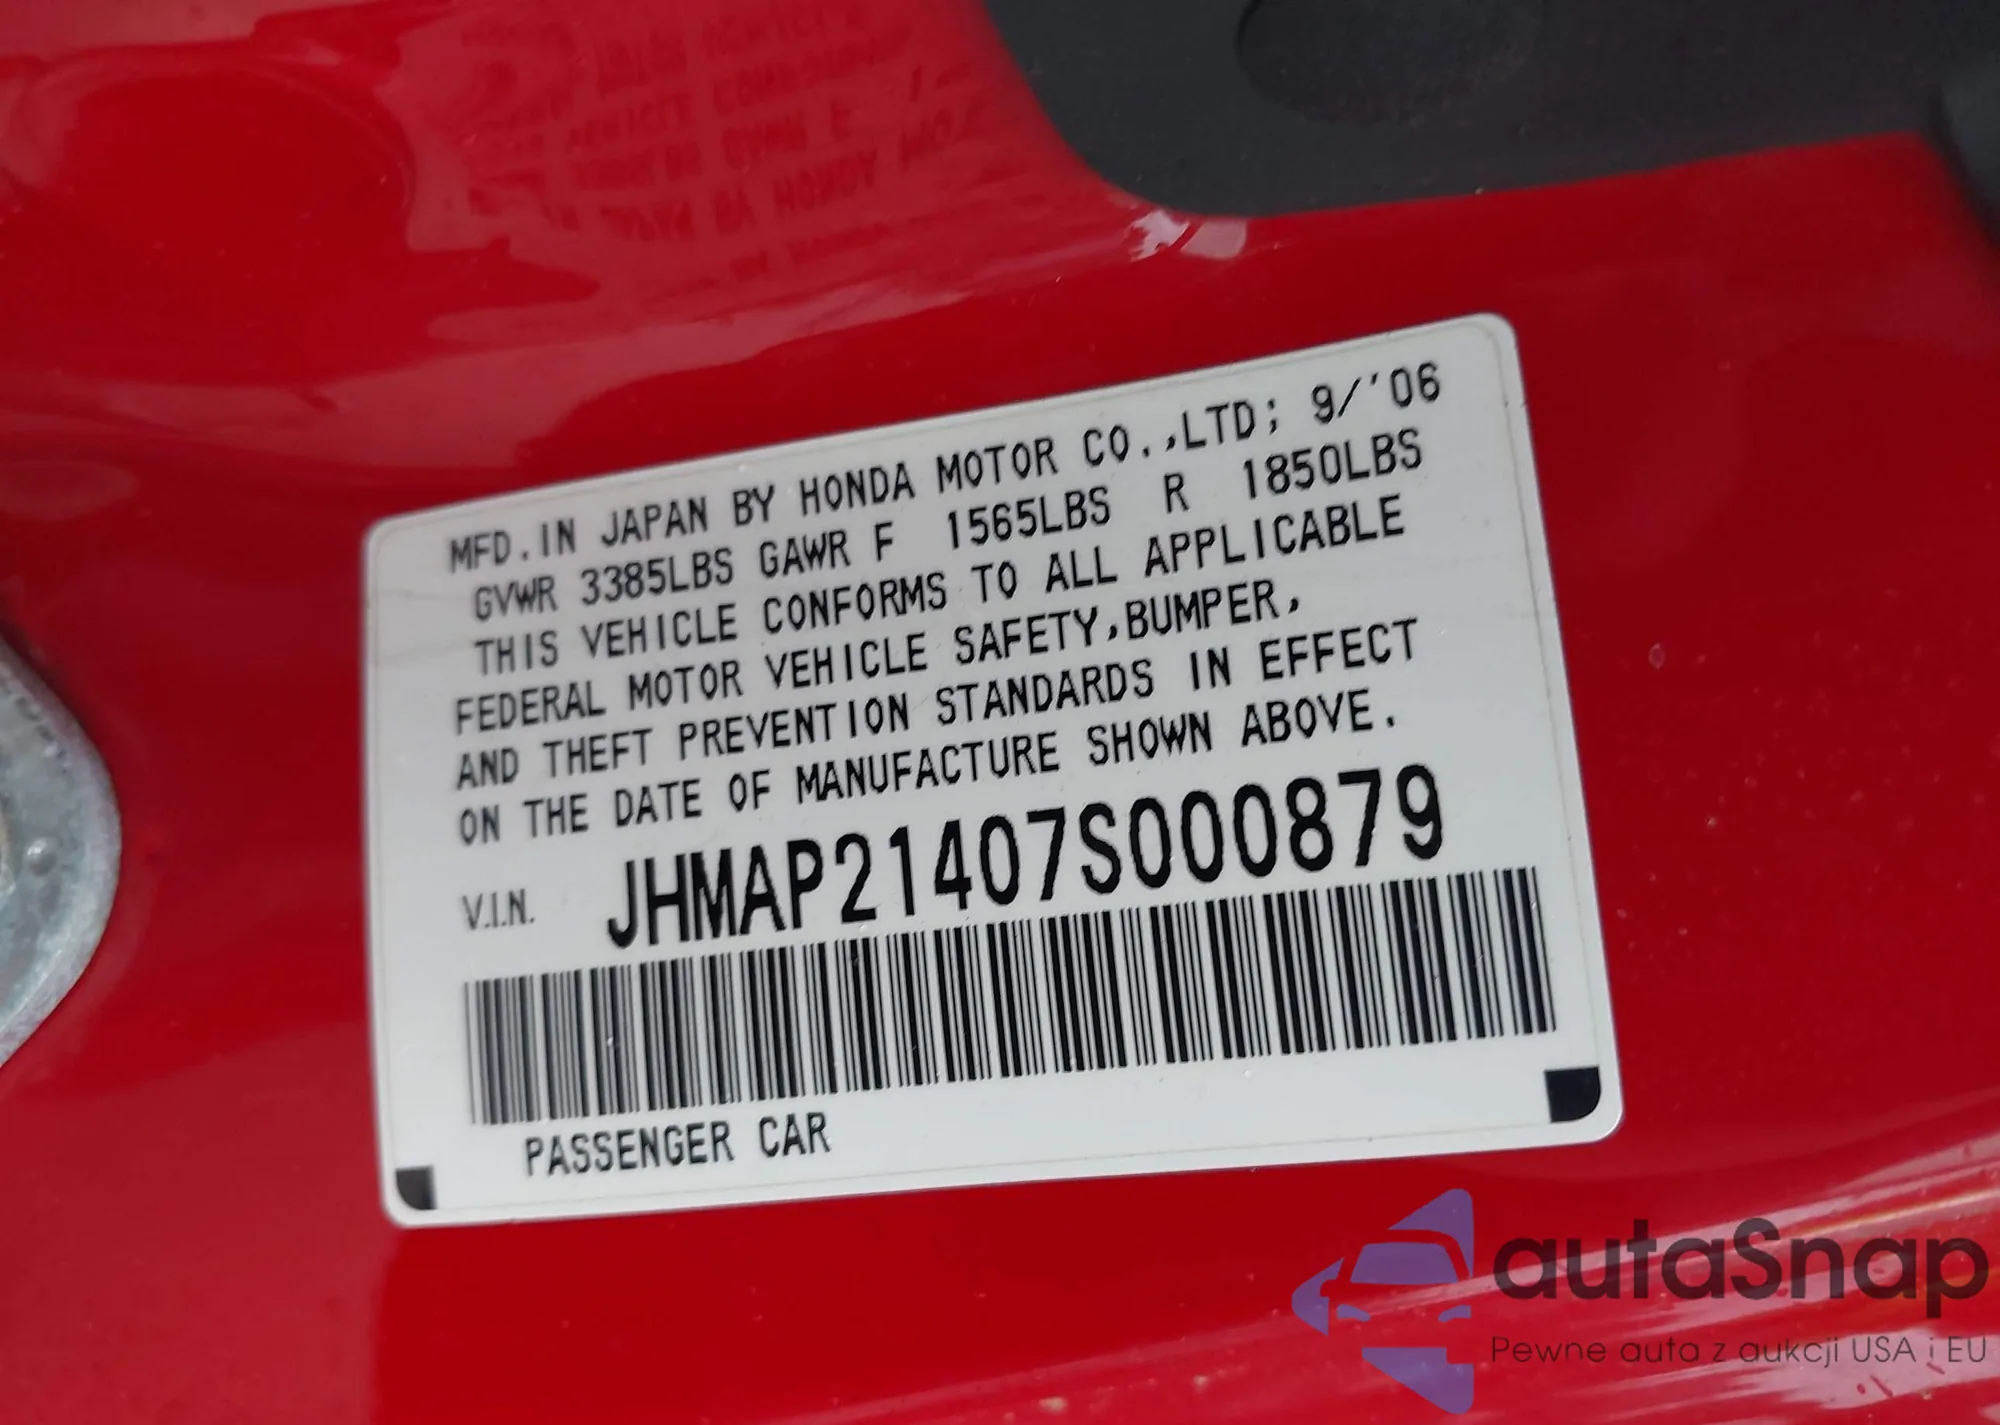 MFD.IN JAPAN BY HONDA MOTOR CO.,LTD; 9/'06
GVWR 3385LBS GAWR F 1565LBS R 1850LBS
THIS VEHICLE CONFORMS TO ALL APPLICABLE
FEDERAL MOTOR VEHICLE SAFETY,BUMPER,
AND THEFT PREVENTION STANDARDS IN EFFECT
ON THE DATE OF MANUFACTURE SHOWN ABOVE.
V.I.N. JHMAP21407S000879
PASSENGER CAR
autaSnap
Pewne auta z aukcji USA i EU